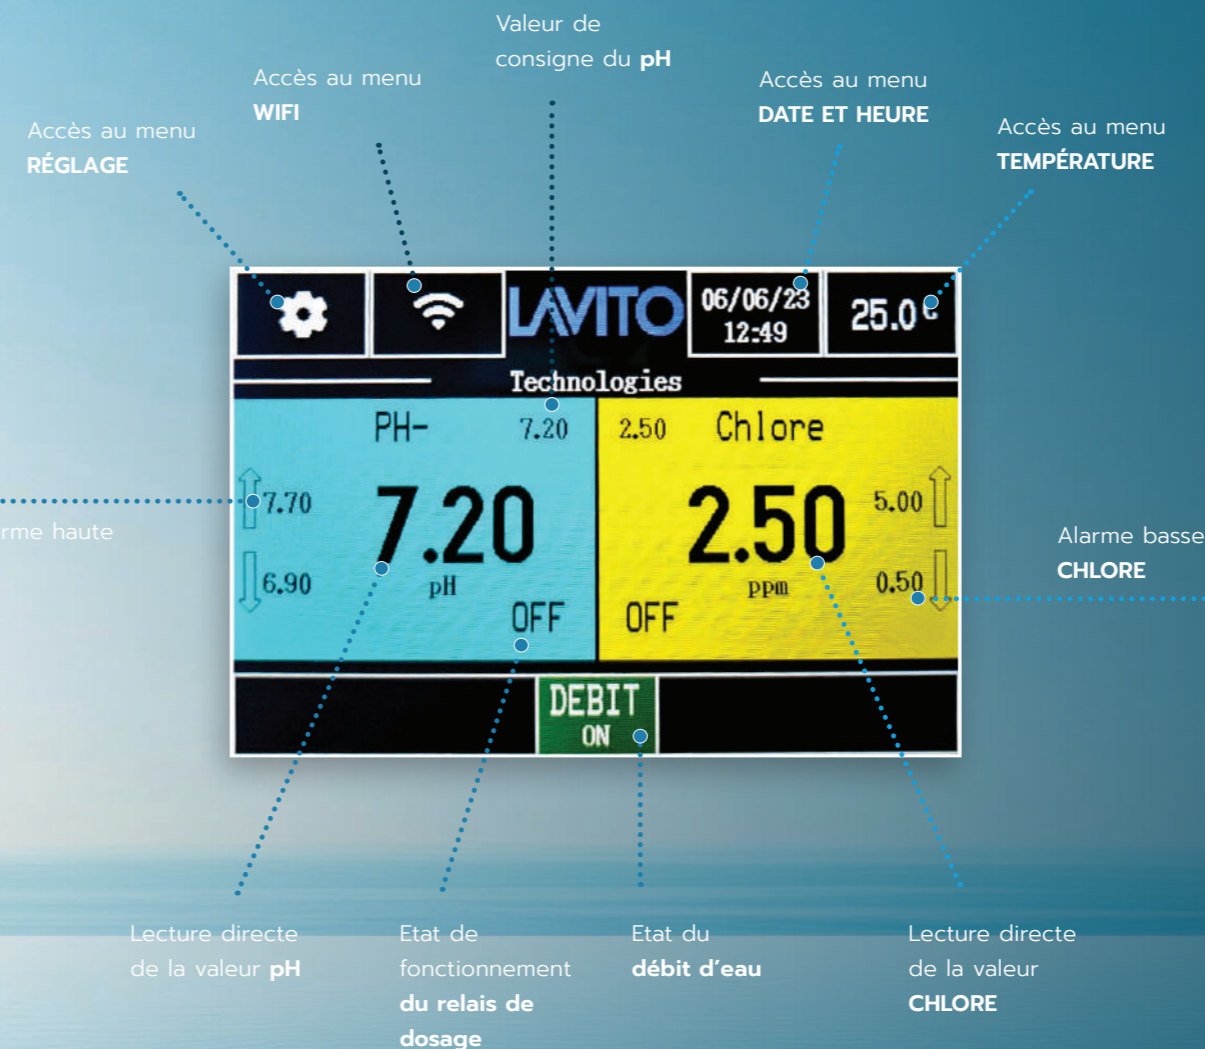 Valeur de
consigne du pH
Accès au menu
WIFI
Accès au menu
DATE ET HEURE
Accès au menu
RÉGLAGE
Accès au menu
TEMPÉRATURE
LAVITO
06/06/23
12:49
25.0 c
Technologies
PH-
7.20
2.50
Chlore
7.70
7.20
2.50
5.00
6.90
pH
ppm
0.50
OFF
OFF
DEBIT
ON
rme haute
Alarme basse
CHLORE
Lecture directe
de la valeur pH
Etat de
fonctionnement
du relais de
dosage
Etat du
débit d’eau
Lecture directe
de la valeur
CHLORE